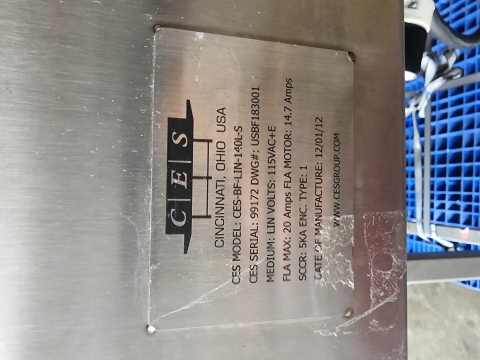 CES
CINCINNATI, OHIO USA
CES MODEL: CES-BF-LIN-140L-S
CES SERIAL: 99172 DWG#: USBF183001
MEDIUM: LIN VOLTS: 115VAC+E
FLA MAX: 20 Amps FLA MOTOR: 14.7 Amps
SCCR: 5KA ENC. TYPE: 1
DATE OF MANUFACTURE: 12/01/12
WWW.CESGROUP.COM